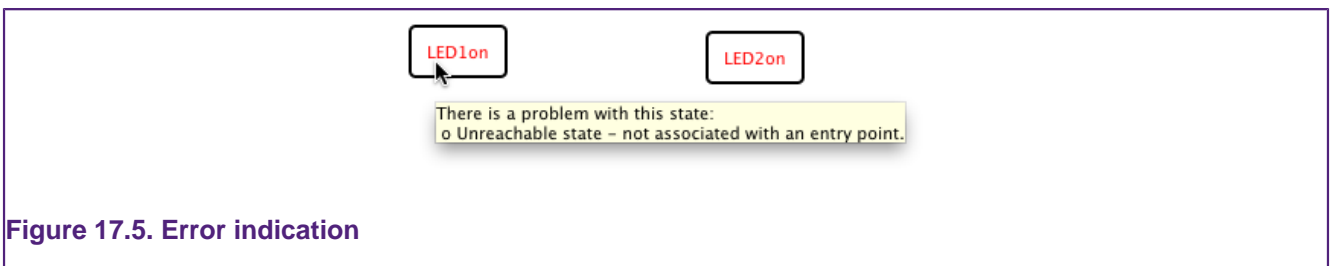 LED1on
LED2on
There is a problem with this state:
o Unreachable state – not associated with an entry point.
Figure 17.5. Error indication